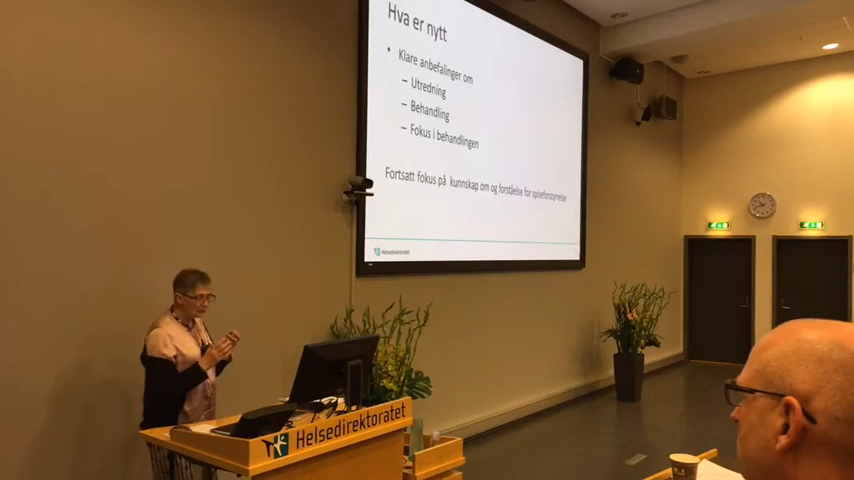 Hva er nytt
• Klare anbefalinger om
– Utredning
– Behandling
– Fokus i behandlingen
Fortsatt fokus på kunnskap om og forståelse for spiseforstyrrelse
Helsedirektoratet
Helsedirektoratet